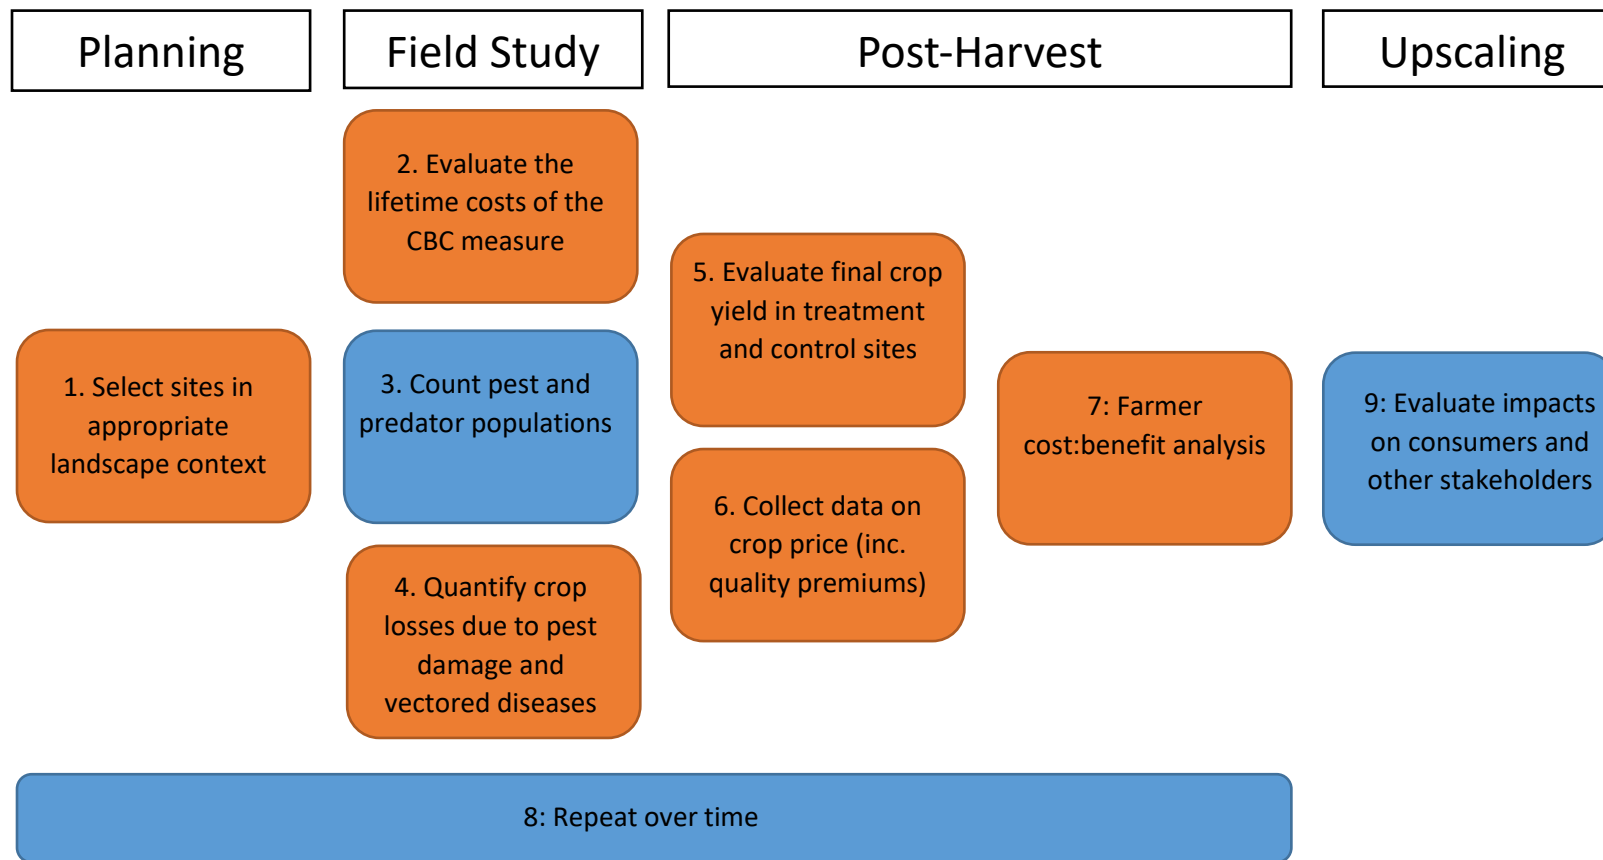 Planning
Field Study
Post-Harvest
Upscaling
1. Select sites in
appropriate
landscape context
2. Evaluate the
lifetime costs of the
CBC measure
3. Count pest and
predator populations
4. Quantify crop
losses due to pest
damage and
vectored diseases
5. Evaluate final crop
yield in treatment
and control sites
6. Collect data on
crop price (inc.
quality premiums)
7: Farmer
cost:benefit analysis
8: Repeat over time
9: Evaluate impacts
on consumers and
other stakeholders